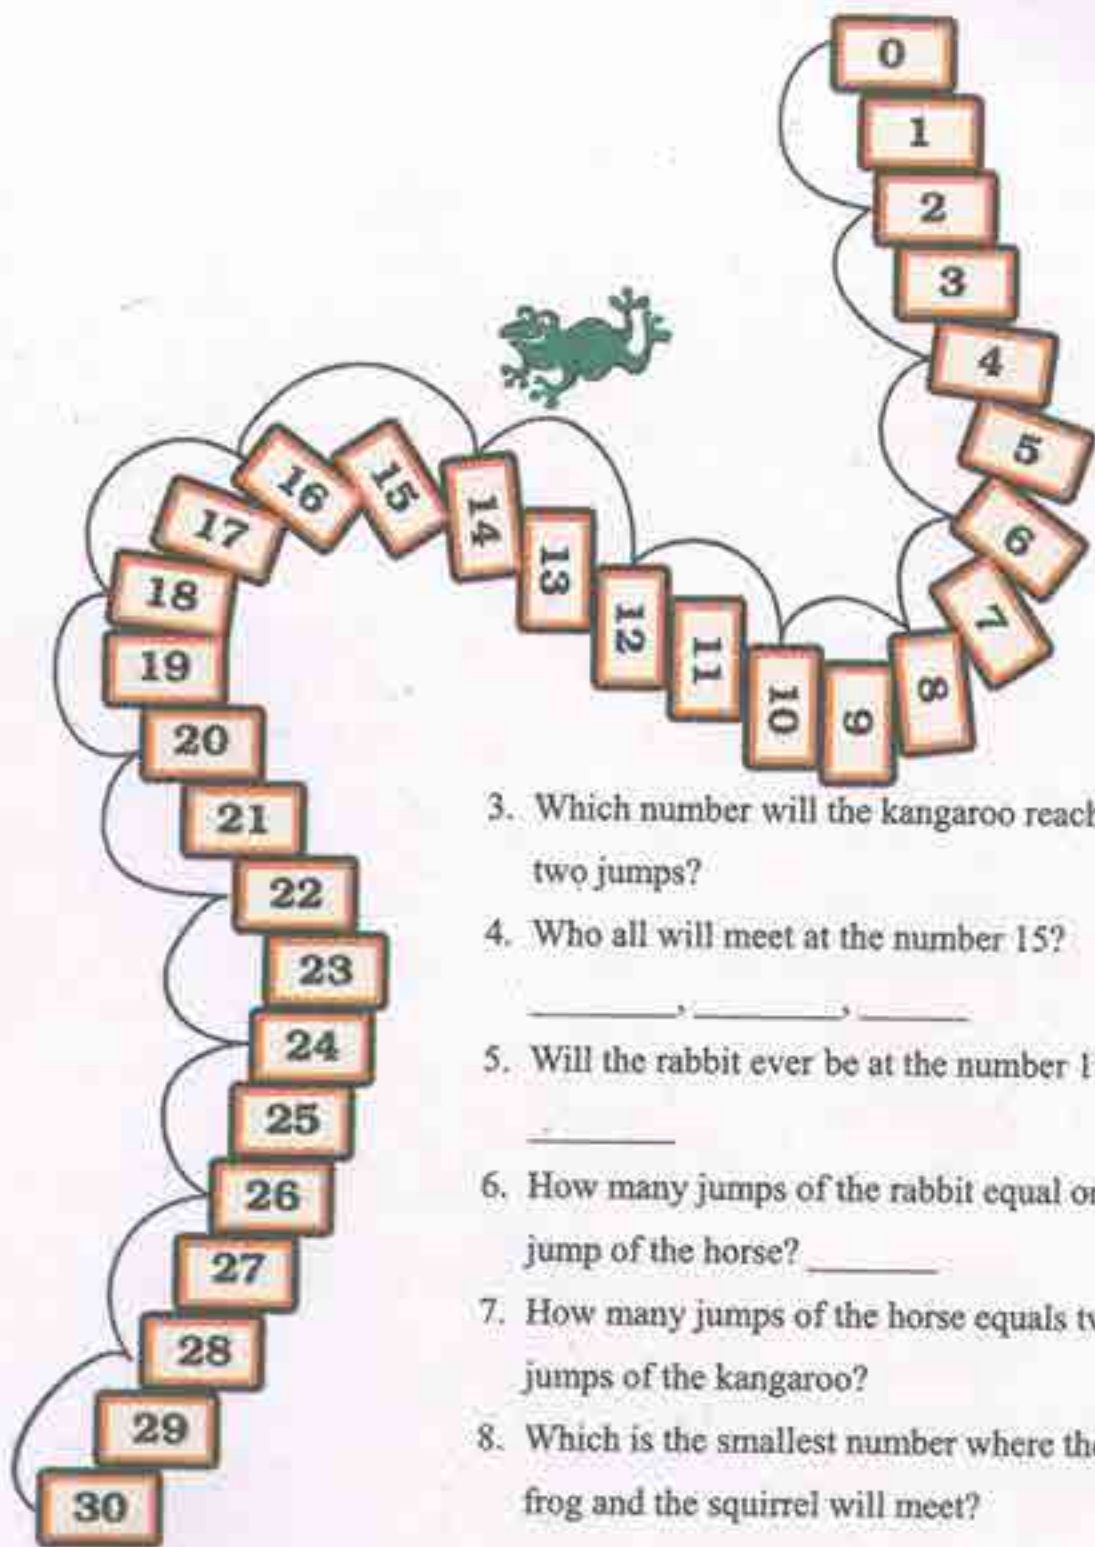 0
1
2
3
4
5
6
7
8
9
10
11
12
13
14
15
16
17
18
19
20
21
22
23
24
25
26
27
28
29
30
3. Which number will the kangaroo reach
two jumps?
4. Who all will meet at the number 15?
________, ________, ______
5. Will the rabbit ever be at the number
________
6. How many jumps of the rabbit equal
jump of the horse? _______
7. How many jumps of the horse equals
jumps of the kangaroo?
8. Which is the smallest number where
frog and the squirrel will meet?